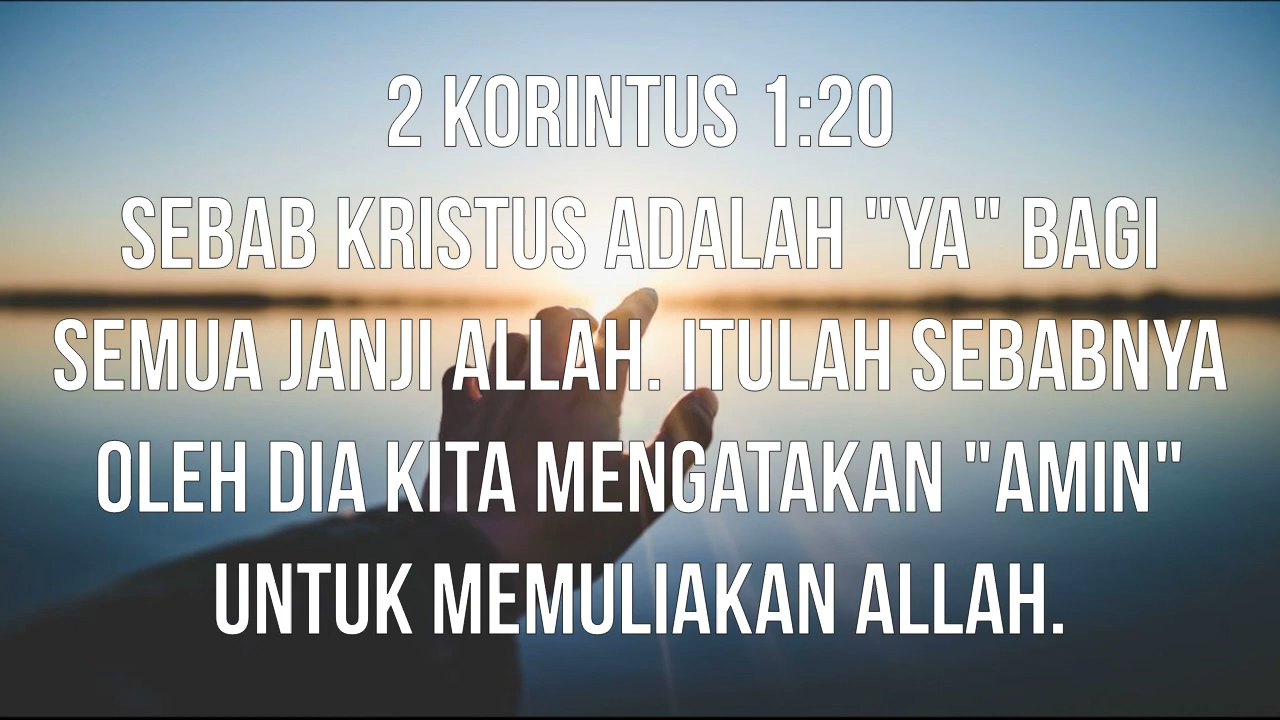 2 KORINTUS 1:20
SEBAB KRISTUS ADALAH "YA" BAGI
SEMUA JANJI ALLAH. ITULAH SEBABNYA
OLEH DIA KITA MENGATAKAN "AMIN"
UNTUK MEMULIAKAN ALLAH.